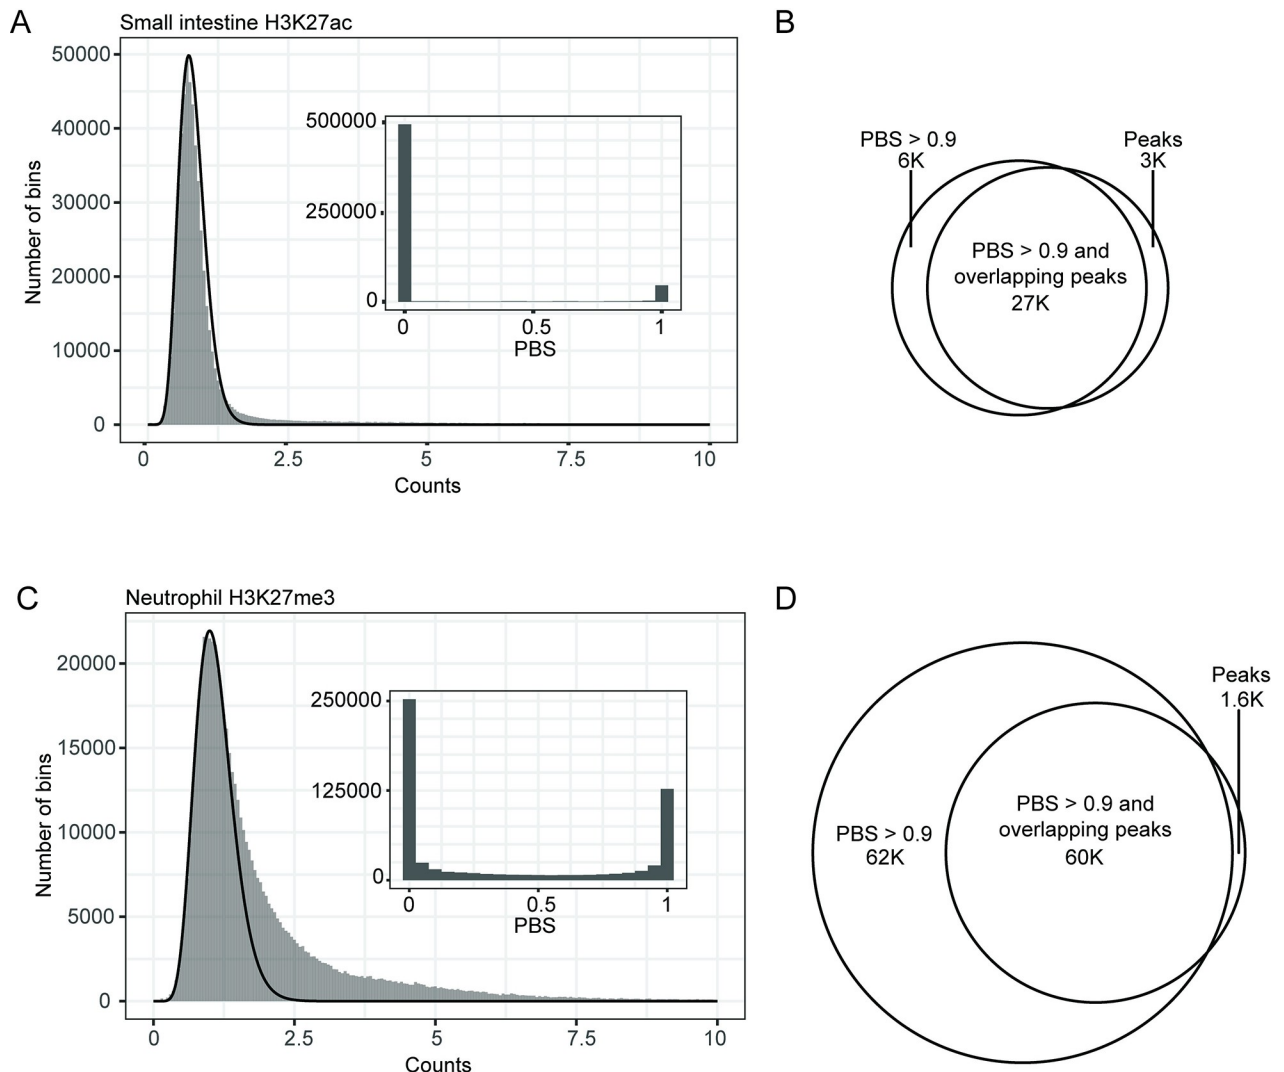 A
Small intestine H3K27ac
50000
40000
30000
20000
10000
0
Number of bins
0
2.5
5
7.5
10
Counts
500000
250000
0
0
0.5
1
PBS
B
PBS > 0.9
6K
Peaks
3K
PBS > 0.9 and
overlapping peaks
27K
C
Neutrophil H3K27me3
20000
15000
10000
5000
0
Number of bins
0
2.5
5
7.5
10
Counts
250000
125000
0
0
0.5
1
PBS
D
Peaks
1.6K
PBS > 0.9
62K
PBS > 0.9 and
overlapping peaks
60K